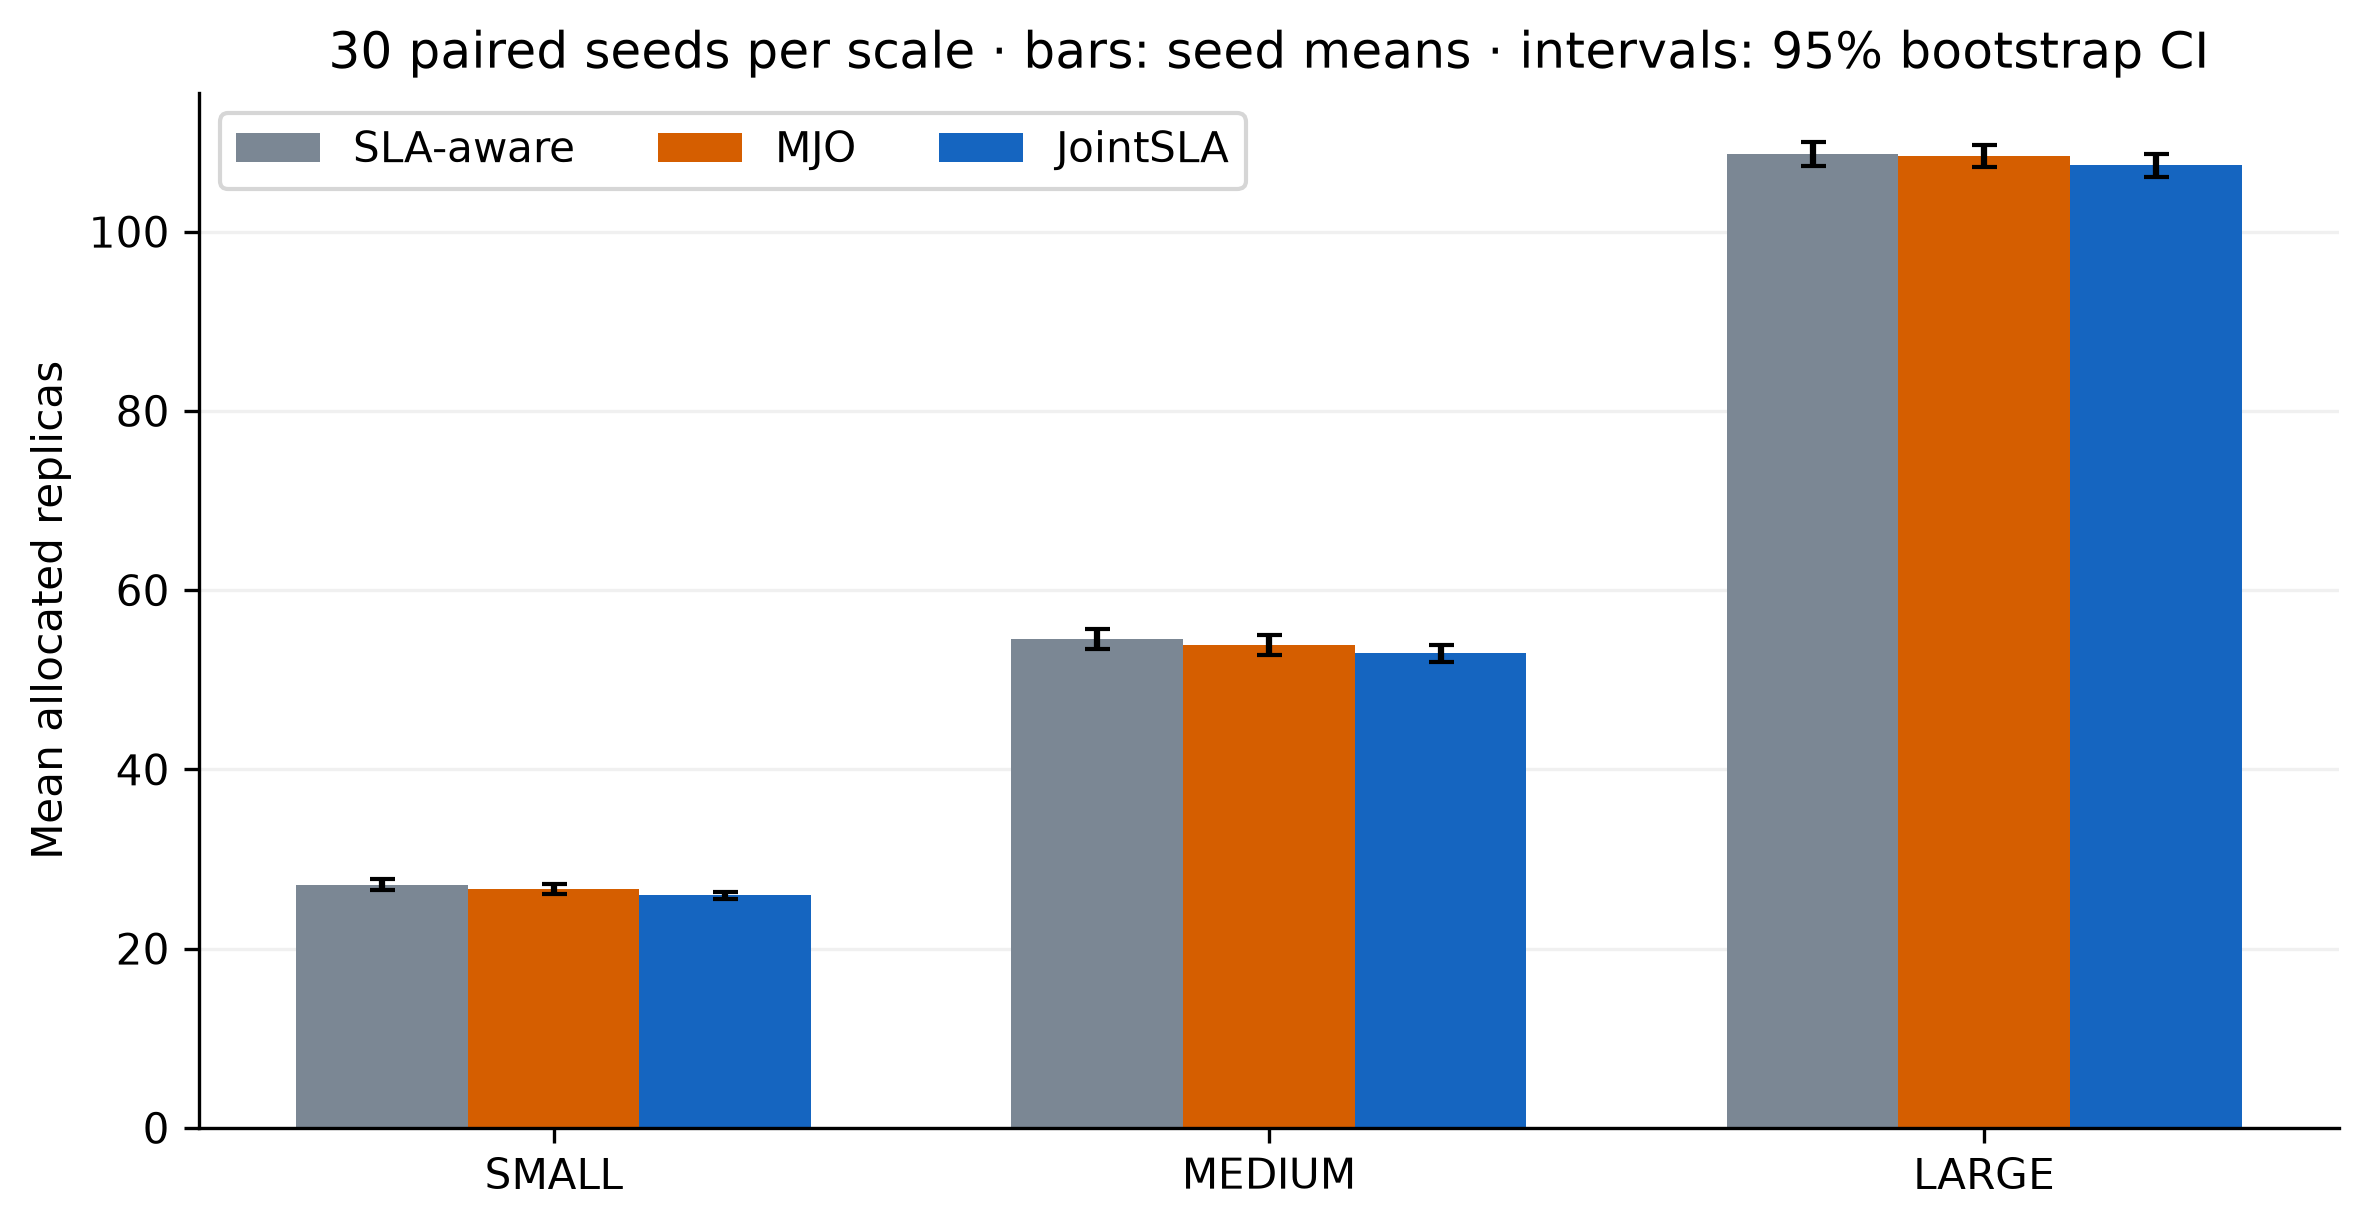 30 paired seeds per scale · bars: seed means · intervals: 95% bootstrap CI
SLA-aware MJO JointSLA
Mean allocated replicas
100
80
60
40
20
0
SMALL MEDIUM LARGE